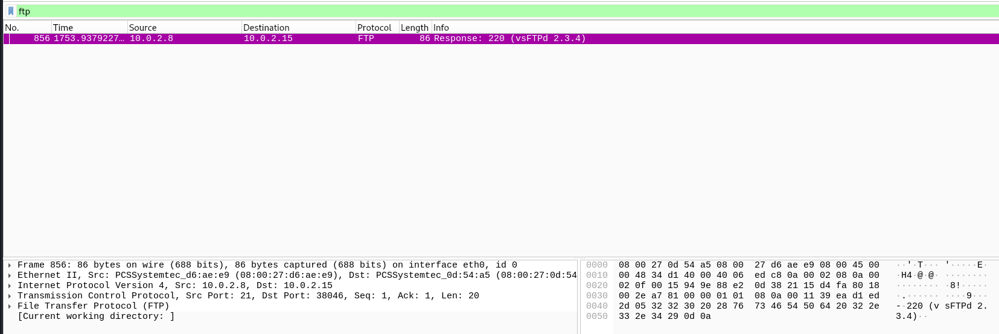 ftp
No. Time Source Destination Protocol Length Info
856 1753.9379227… 10.0.2.8 10.0.2.15 FTP 86 Response: 220 (vsFTPd 2.3.4)
Frame 856: 86 bytes on wire (688 bits), 86 bytes captured (688 bits) on interface eth0, id 0
Ethernet II, Src: PCSSystemtec_d6:ae:e9 (08:00:27:d6:ae:e9), Dst: PCSSystemtec_0d:54:a5 (08:00:27:0d:54
Internet Protocol Version 4, Src: 10.0.2.8, Dst: 10.0.2.15
Transmission Control Protocol, Src Port: 21, Dst Port: 38046, Seq: 1, Ack: 1, Len: 20
File Transfer Protocol (FTP)
[Current working directory: ]
0000 08 00 27 0d 54 a5 08 00 27 d6 ae e9 08 00 45 00 ··'·T··· '·····E·
0010 00 48 34 d1 40 00 40 06 ed c8 0a 00 02 08 0a 00 ·H4·@·@· ········
0020 02 0f 00 15 94 9e 88 e2 0d 38 21 15 d4 fa 80 18 ········ ·8!·····
0030 00 2e a7 81 00 00 01 01 08 0a 00 11 39 ea d1 ed ·.······ ····9···
0040 2d 05 32 32 30 20 28 76 73 46 54 50 64 20 32 2e -·220 (v sFTPd 2.
0050 33 2e 34 29 0d 0a 3.4)··